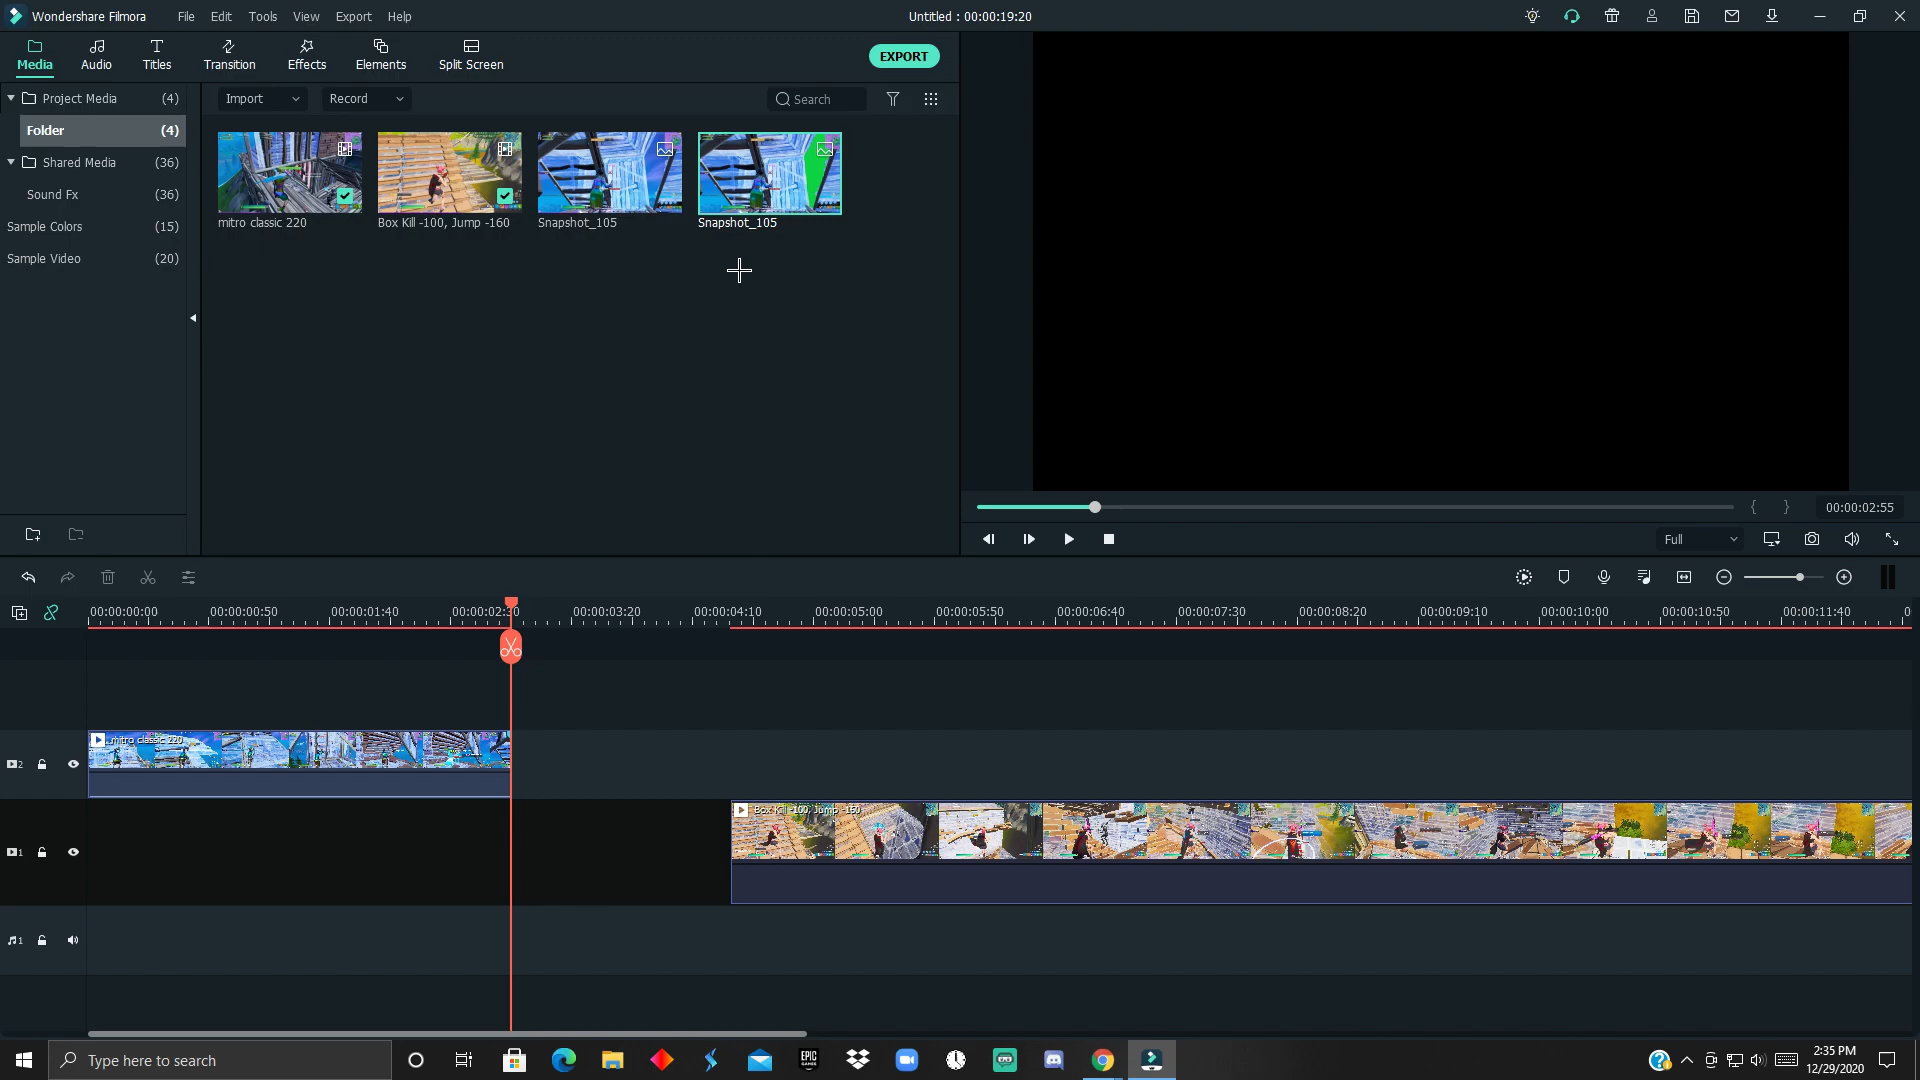 Wondershare Filmora File Edit Tools View Export Help Untitled : 00:00:19:20
Media Audio Titles Transition Effects Elements Split Screen EXPORT
Project Media (4) Import Record Search
Folder (4)
Shared Media (36)
Sound Fx (36)
Sample Colors (15)
Sample Video (20)
mitro classic 220 Box Kill -100, Jump -160 Snapshot_105 Snapshot_105
{ } 00:00:02:55
Full
00:00:00:00 00:00:00:50 00:00:01:40 00:00:02:30 00:00:03:20 00:00:04:10 00:00:05:00 00:00:05:50 00:00:06:40 00:00:07:30 00:00:08:20 00:00:09:10 00:00:10:00 00:00:10:50 00:00:11:40 0
mitro classic 220
2
Box Kill -100, Jump -160
1
1
Type here to search
EPIC GAMES
2:35 PM
12/29/2020